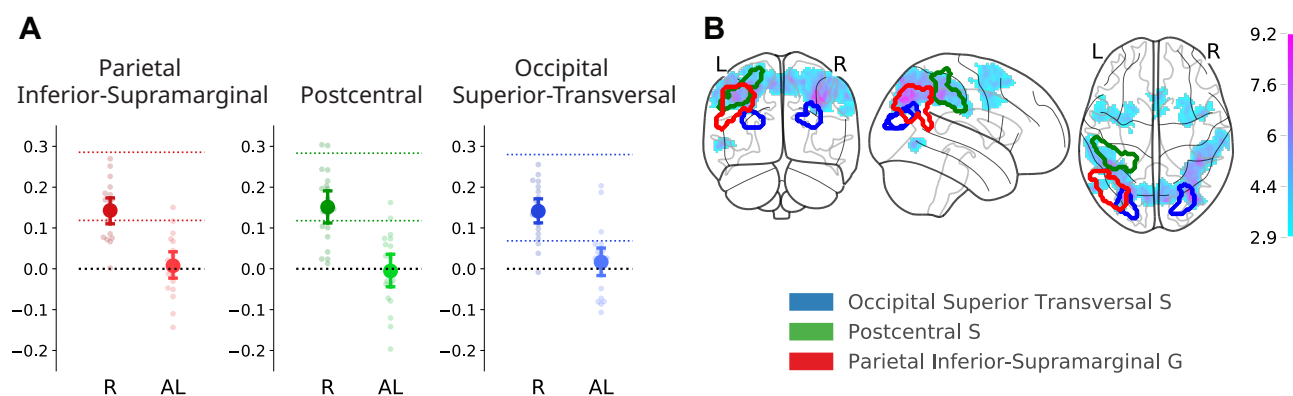 A
B
Parietal
Inferior-Supramarginal
Postcentral
Occipital
Superior-Transversal
0.3
0.2
0.1
0.0
−0.1
−0.2
R
AL
0.3
0.2
0.1
0.0
−0.1
−0.2
R
AL
0.3
0.2
0.1
0.0
−0.1
−0.2
R
AL
L
R
L
R
9.2
7.6
6
4.4
2.9
Occipital Superior Transversal S
Postcentral S
Parietal Inferior-Supramarginal G